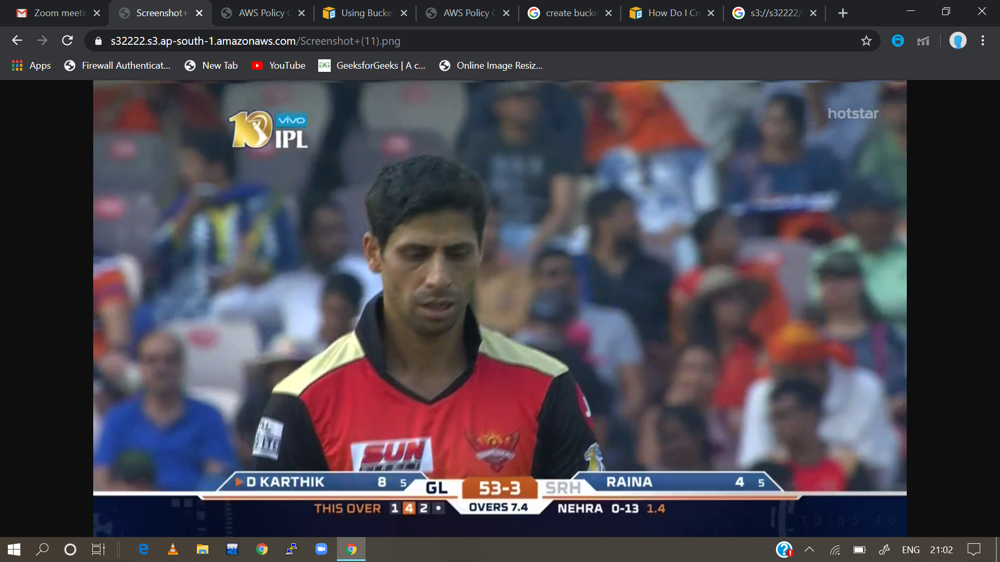 Zoom meeti
Screenshot+
AWS Policy G
Using Bucke
AWS Policy G
create bucke
How Do I Cr
s3://s32222/
s32222.s3.ap-south-1.amazonaws.com/Screenshot+(11).png
Apps
Firewall Authenticat...
New Tab
YouTube
GeeksforGeeks | A c...
Online Image Resiz...
hotstar
10 vivo
IPL
SUN
D KARTHIK 8 5 GL 53-3 SRH RAINA 4 5
THIS OVER 1 4 2 • OVERS 7.4 NEHRA 0-13 1.4
DEV
ENG 21:02